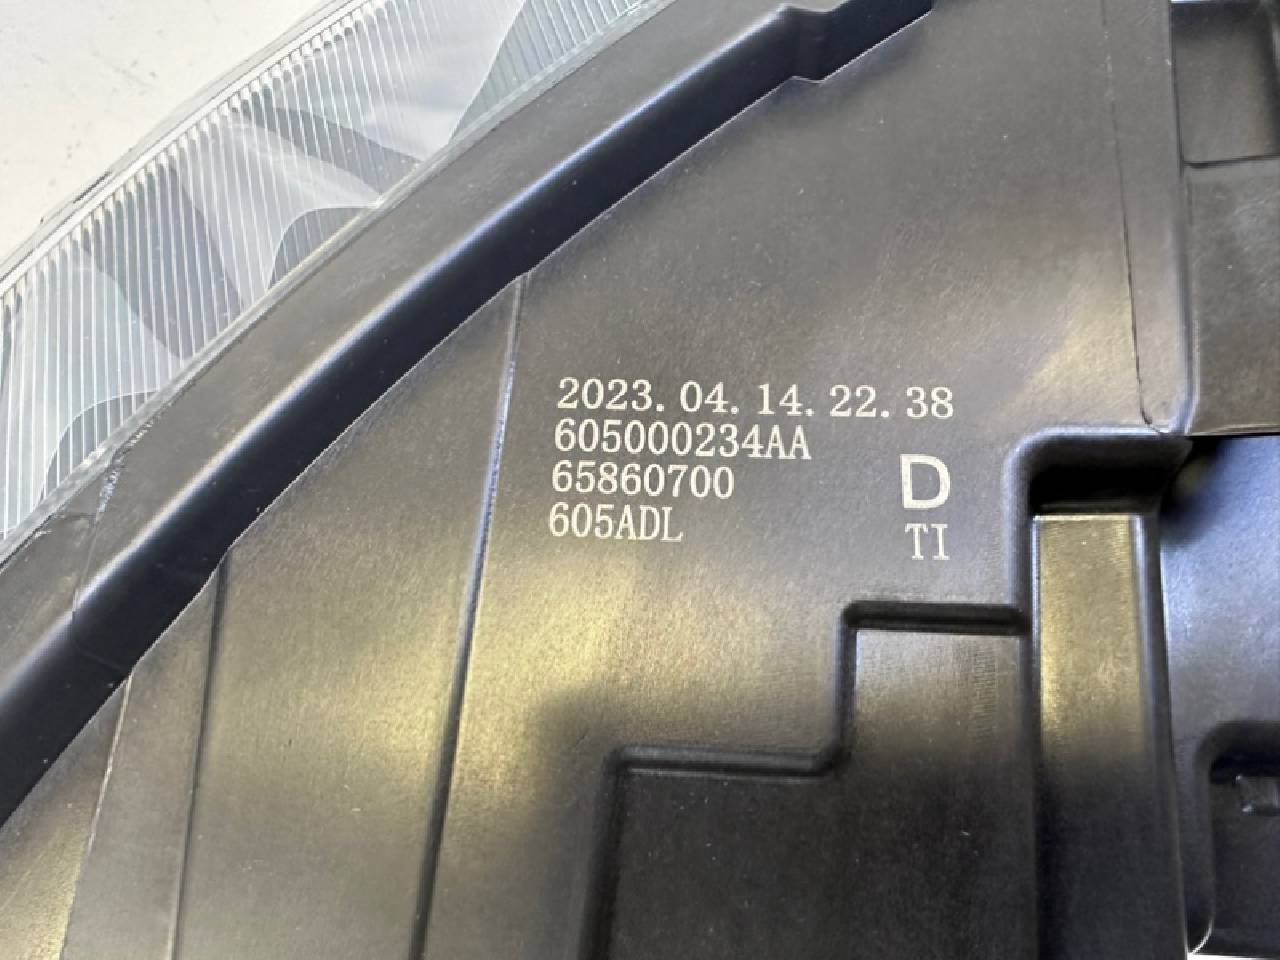 2023. 04. 14. 22. 38
605000234AA
65860700
605ADL
D
TI